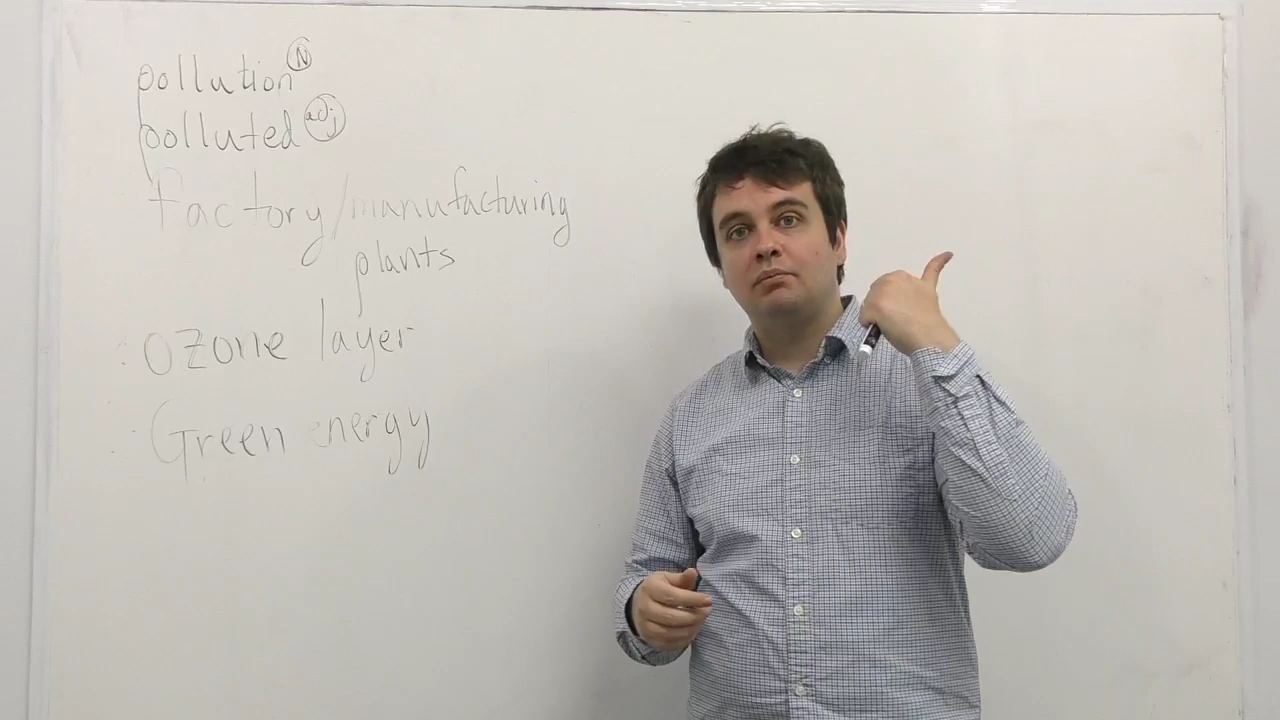 pollution N
polluted adj
factory/manufacturing
plants
ozone layer
Green energy